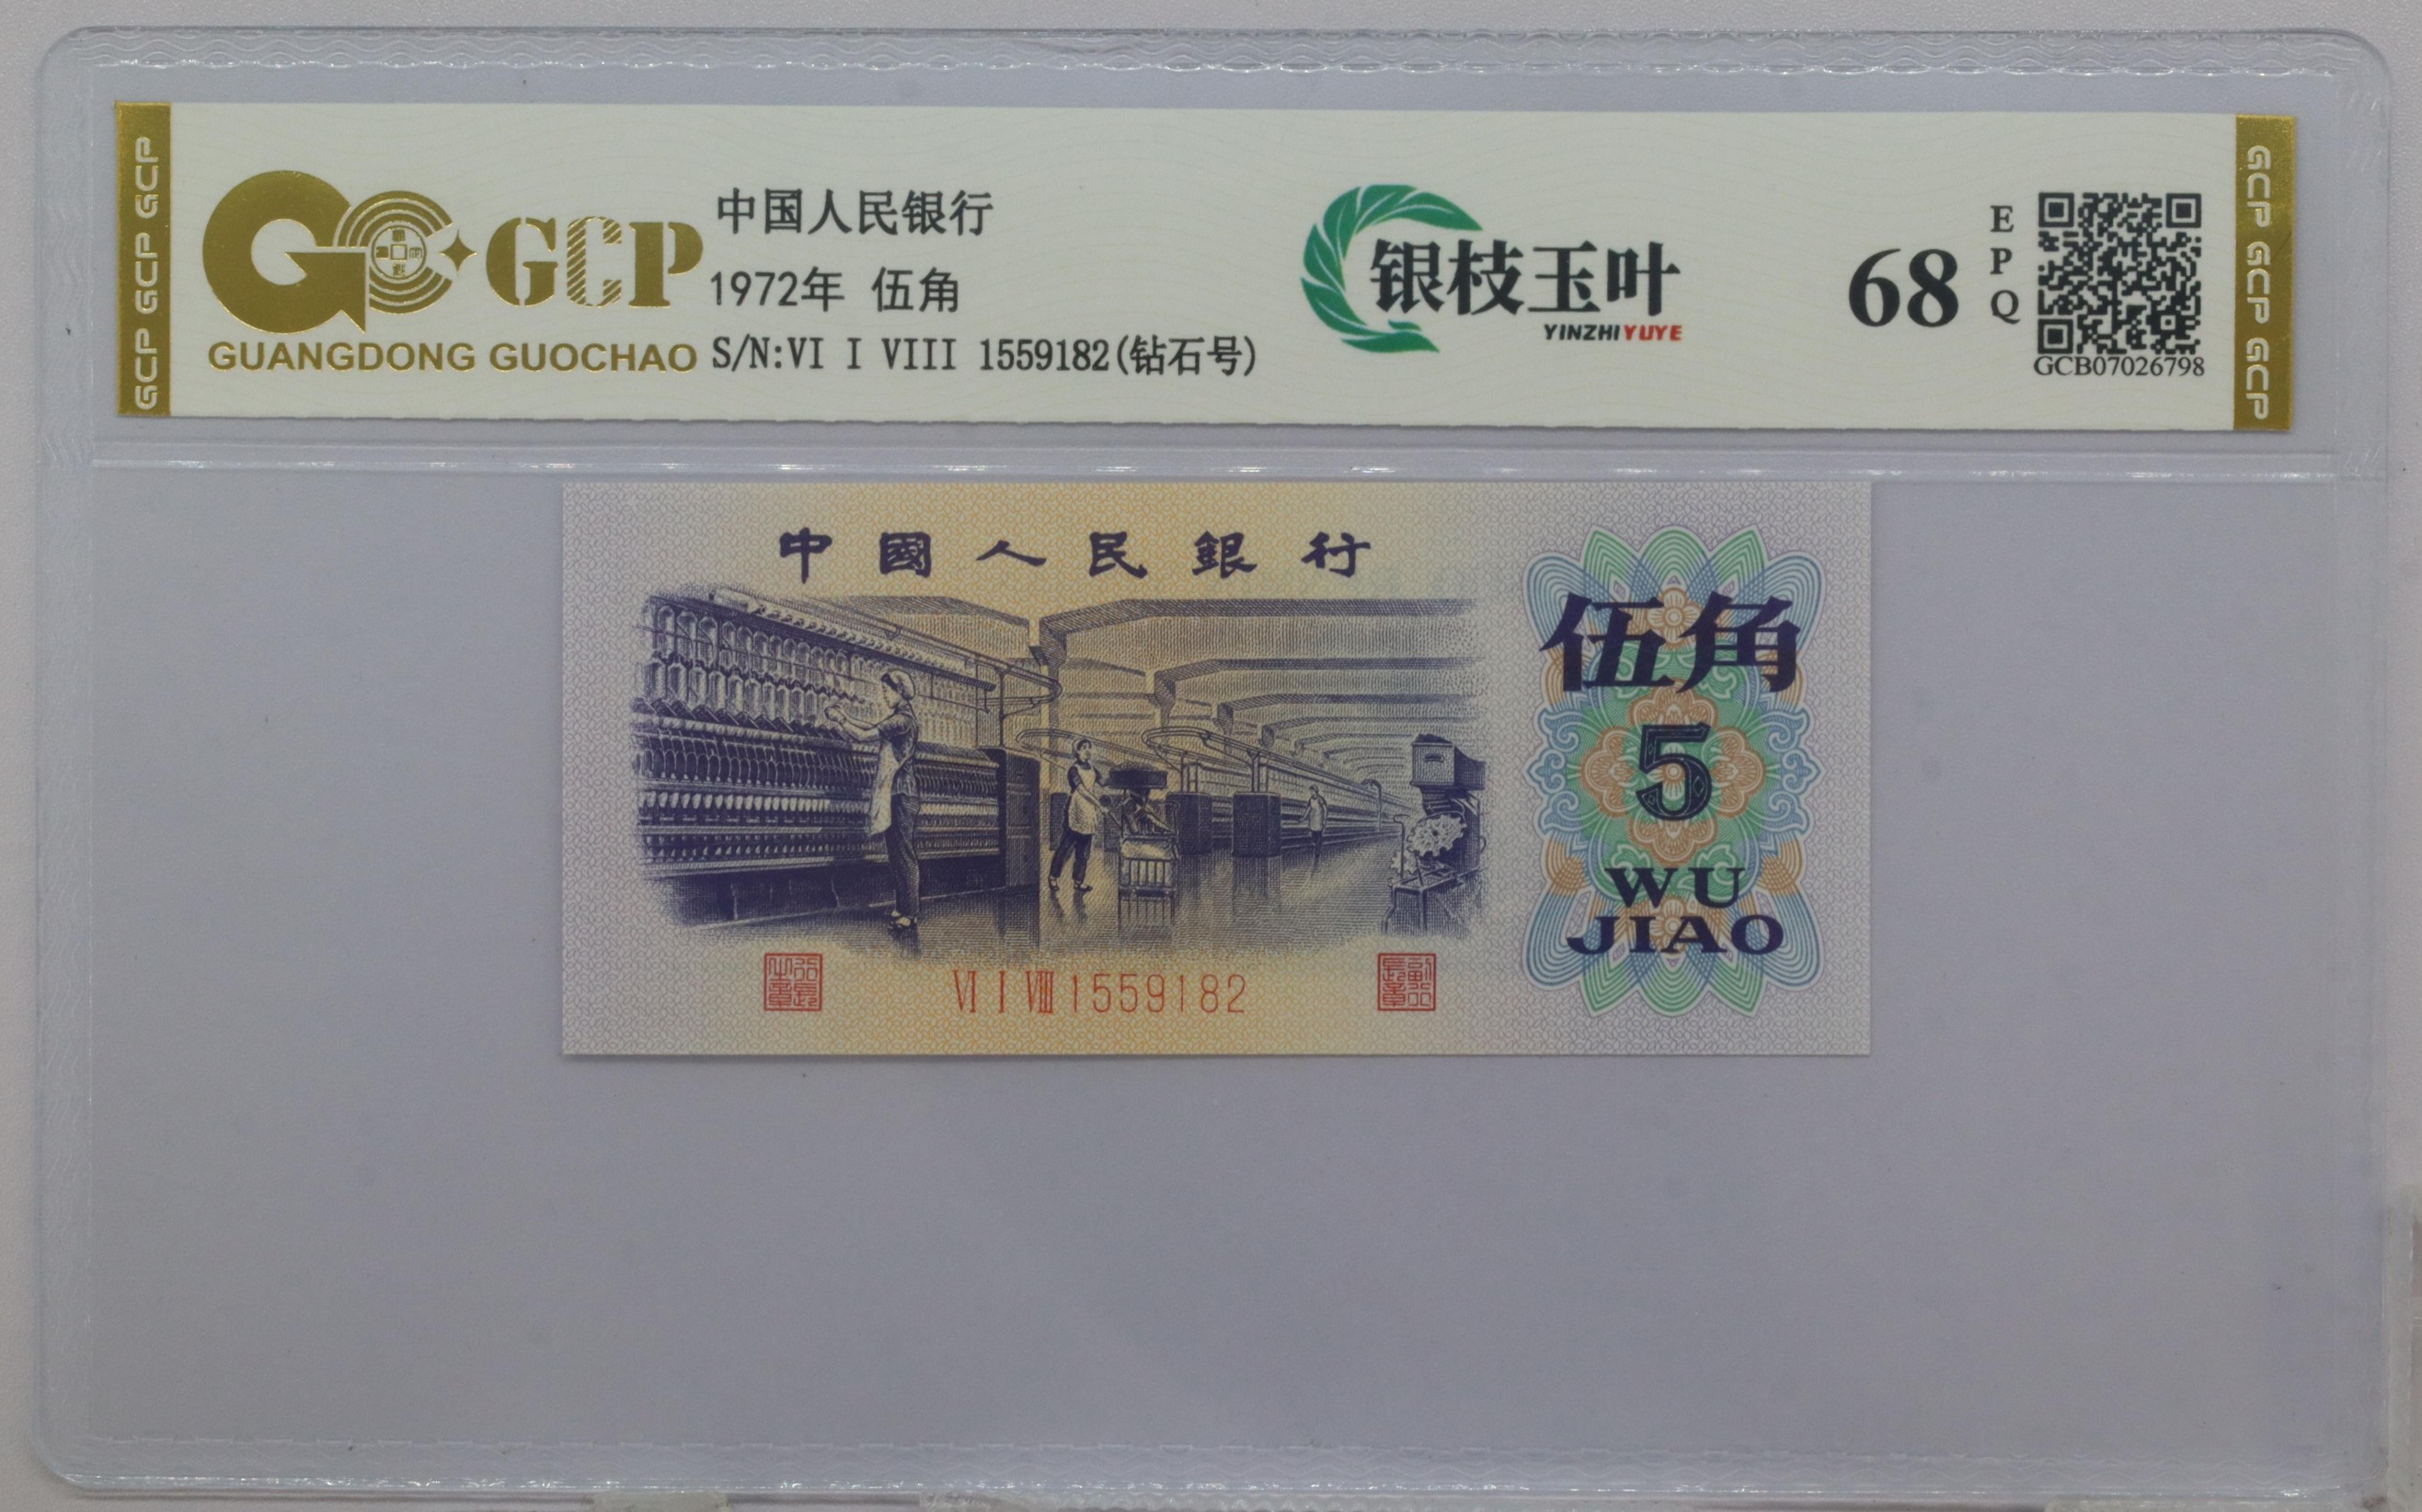 GCP GCP GCP
GCP
GUANGDONG GUOCHAO
中国人民银行
1972年 伍角
S/N:VI I VIII 1559182(钻石号)
银枝玉叶
YINZHIYUYE
68
EPQ
GCB07026798
GCP GCP GCP
中國人民銀行
伍角
5
WU
JIAO
VI I VIII 1559182